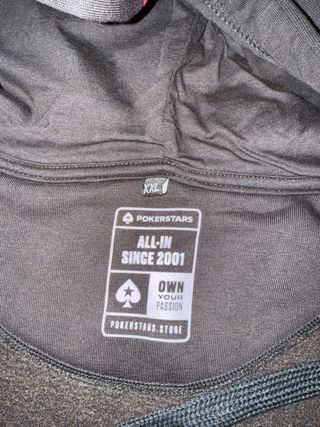 XXL
POKERSTARS
ALL-IN
SINCE 2001
OWN
YOUR
PASSION
POKERSTARS.STORE